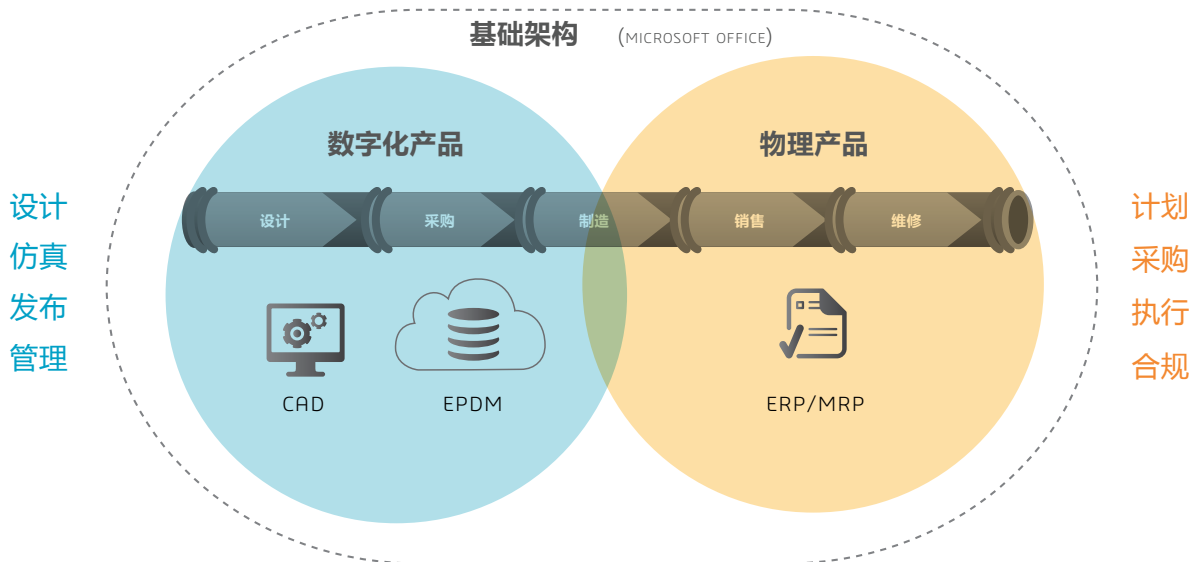 基础架构 (MICROSOFT OFFICE)
数字化产品 物理产品
设计 采购 制造 销售 维修
CAD EPDM ERP/MRP
设计
仿真
发布
管理
计划
采购
执行
合规